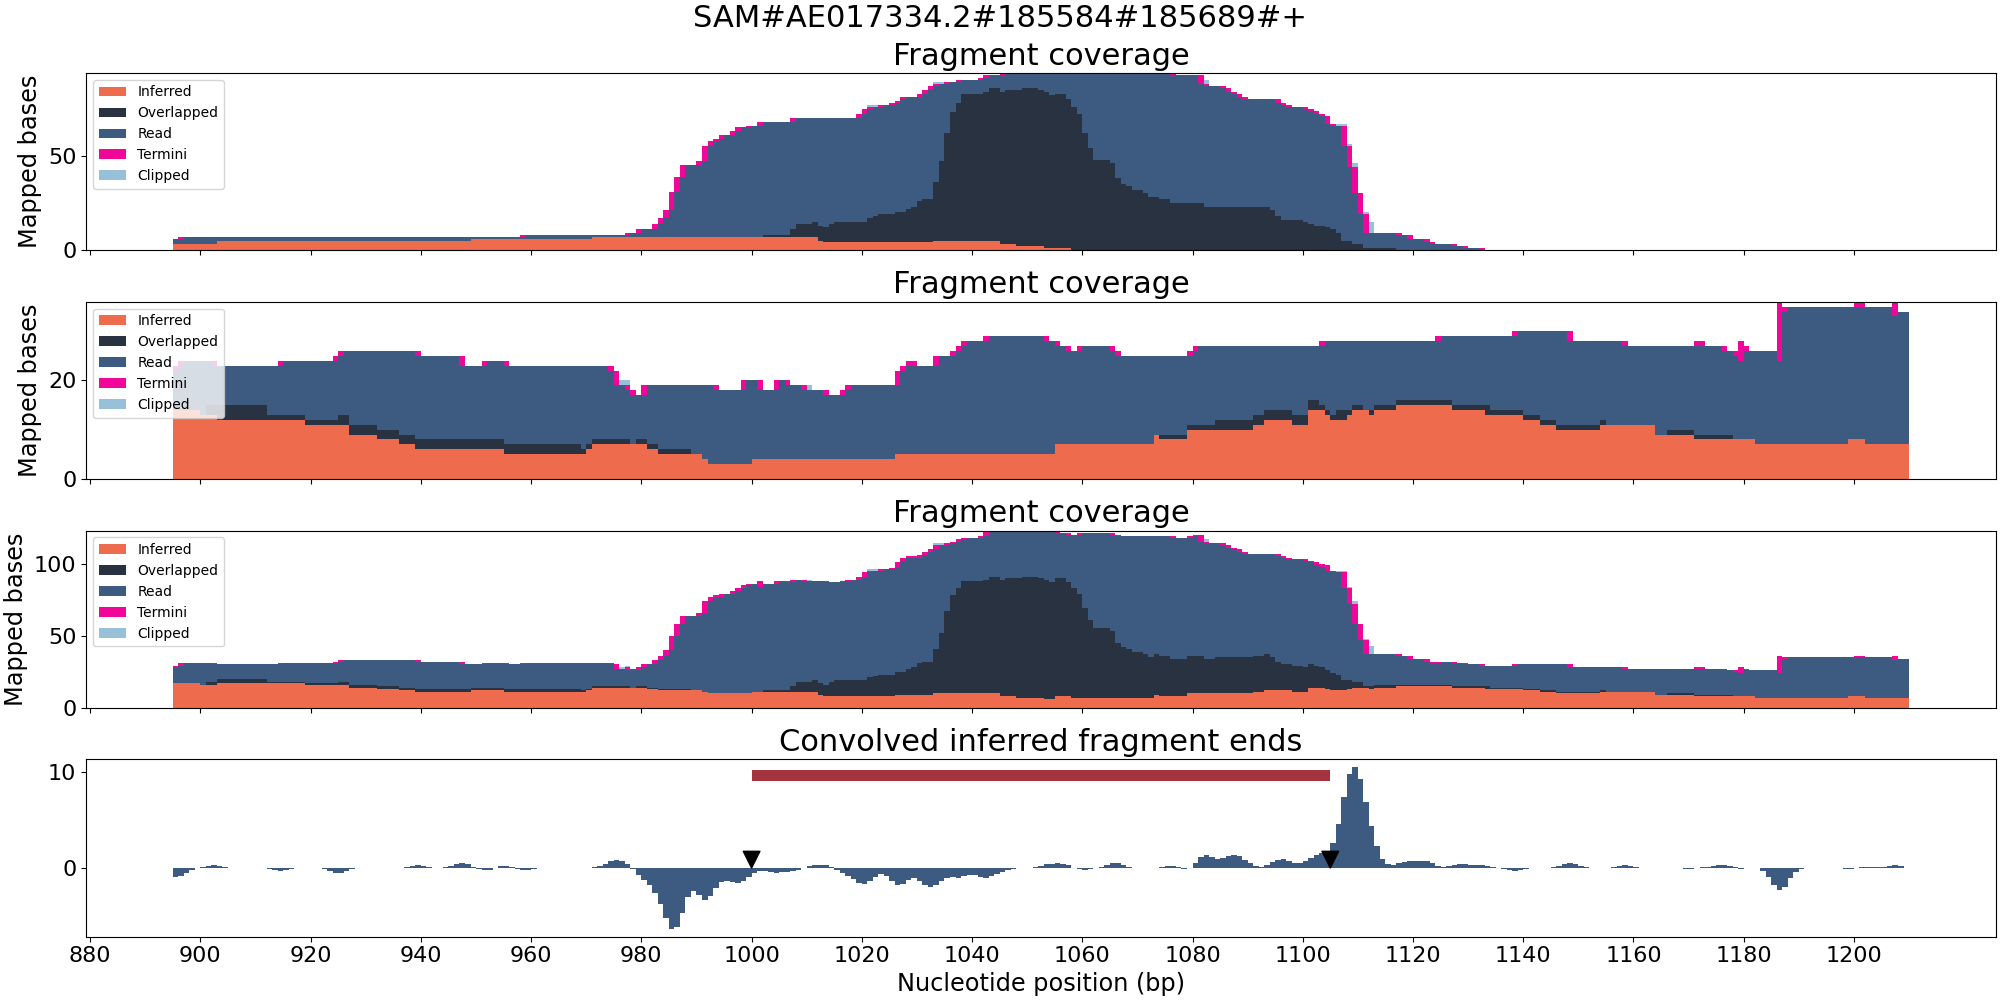 SAM#AE017334.2#185584#185689#+
Fragment coverage
Mapped bases
50
0
Inferred
Overlapped
Read
Termini
Clipped
Fragment coverage
Mapped bases
20
0
Inferred
Overlapped
Read
Termini
Clipped
Fragment coverage
Mapped bases
100
50
0
Inferred
Overlapped
Read
Termini
Clipped
Convolved inferred fragment ends
10
0
880 900 920 940 960 980 1000 1020 1040 1060 1080 1100 1120 1140 1160 1180 1200
Nucleotide position (bp)